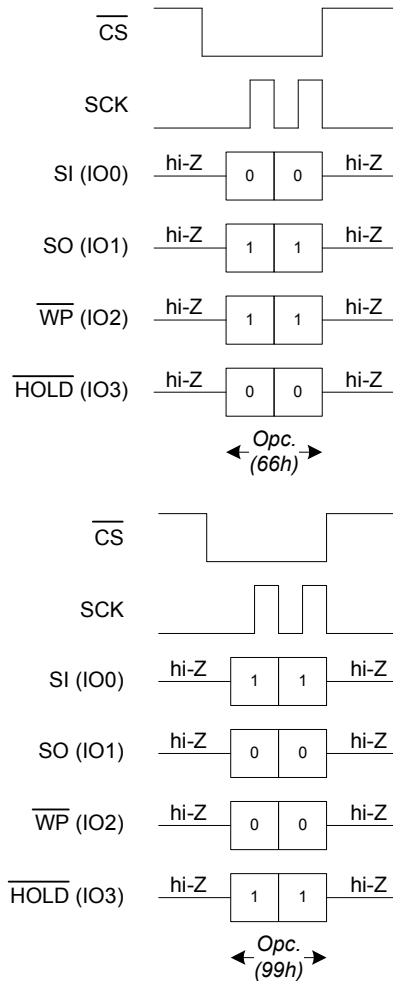 CS
SCK
SI (IO0) hi-Z 0 0 hi-Z
SO (IO1) hi-Z 1 1 hi-Z
WP (IO2) hi-Z 1 1 hi-Z
HOLD (IO3) hi-Z 0 0 hi-Z
Opc.
(66h)
CS
SCK
SI (IO0) hi-Z 1 1 hi-Z
SO (IO1) hi-Z 0 0 hi-Z
WP (IO2) hi-Z 0 0 hi-Z
HOLD (IO3) hi-Z 1 1 hi-Z
Opc.
(99h)